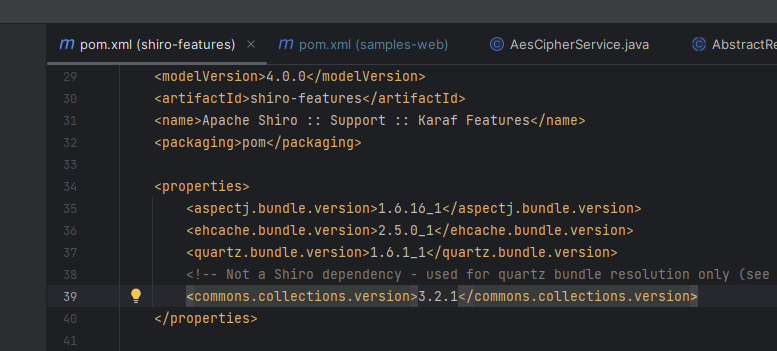 pom.xml (shiro-features) pom.xml (samples-web) AesCipherService.java AbstractRe
29 <modelVersion>4.0.0</modelVersion>
30 <artifactId>shiro-features</artifactId>
31 <name>Apache Shiro :: Support :: Karaf Features</name>
32 <packaging>pom</packaging>
33
34 <properties>
35 <aspectj.bundle.version>1.6.16_1</aspectj.bundle.version>
36 <ehcache.bundle.version>2.5.0_1</ehcache.bundle.version>
37 <quartz.bundle.version>1.6.1_1</quartz.bundle.version>
38 <!-- Not a Shiro dependency - used for quartz bundle resolution only (see
39 <commons.collections.version>3.2.1</commons.collections.version>
40 </properties>
41